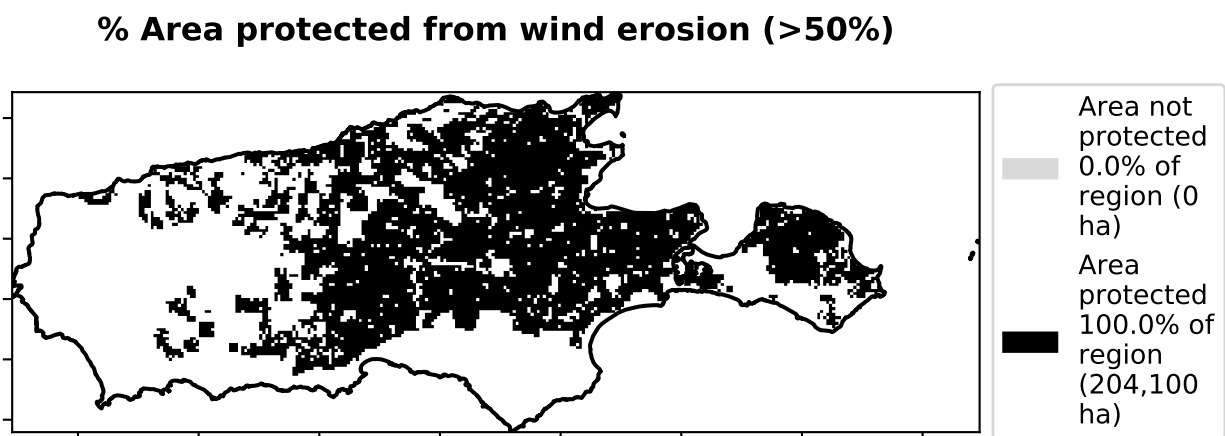 % Area protected from wind erosion (>50%)
Area not
protected
0.0% of
region (0
ha)
Area
protected
100.0% of
region
(204,100
ha)